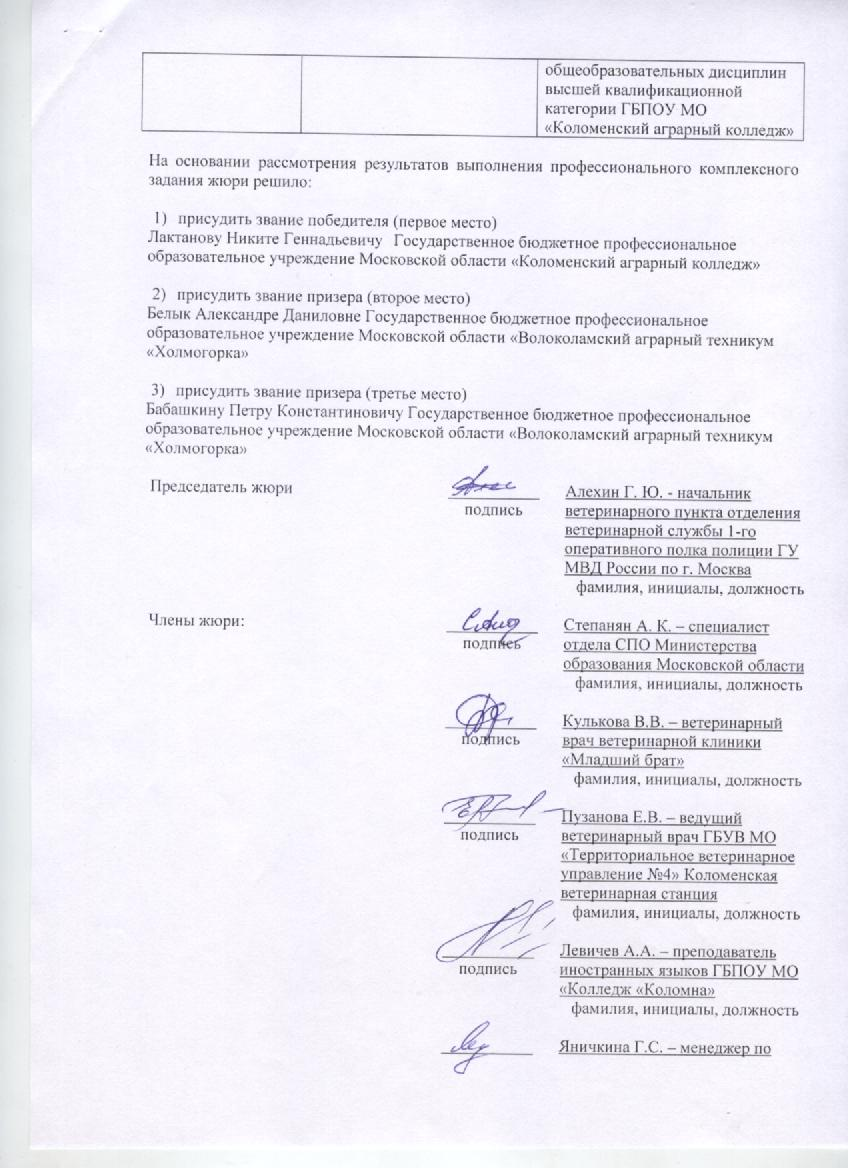 общеобразовательных дисциплин
высшей квалификационной
категории ГБПОУ МО
«Коломенский аграрный колледж»
На основании рассмотрения результатов выполнения профессионального комплексного
задания жюри решило:
1) присудить звание победителя (первое место)
Лактанову Никите Геннадьевичу Государственное бюджетное профессиональное
образовательное учреждение Московской области «Коломенский аграрный колледж»
2) присудить звание призера (второе место)
Белык Александре Даниловне Государственное бюджетное профессиональное
образовательное учреждение Московской области «Волоколамский аграрный техникум
«Холмогорка»
3) присудить звание призера (третье место)
Бабашкину Петру Константиновичу Государственное бюджетное профессиональное
образовательное учреждение Московской области «Волоколамский аграрный техникум
«Холмогорка»
Председатель жюри
подпись
Алехин Г. Ю. - начальник
ветеринарного пункта отделения
ветеринарной службы 1-го
оперативного полка полиции ГУ
МВД России по г. Москва
фамилия, инициалы, должность
Члены жюри:
подпись
Степанян А. К. – специалист
отдела СПО Министерства
образования Московской области
фамилия, инициалы, должность
подпись
Кулькова В.В. – ветеринарный
врач ветеринарной клиники
«Младший брат»
фамилия, инициалы, должность
подпись
Пузанова Е.В. – ведущий
ветеринарный врач ГБУВ МО
«Территориальное ветеринарное
управление №4» Коломенская
ветеринарная станция
фамилия, инициалы, должность
подпись
Левичев А.А. – преподаватель
иностранных языков ГБПОУ МО
«Колледж «Коломна»
фамилия, инициалы, должность
Яничкина Г.С. – менеджер по